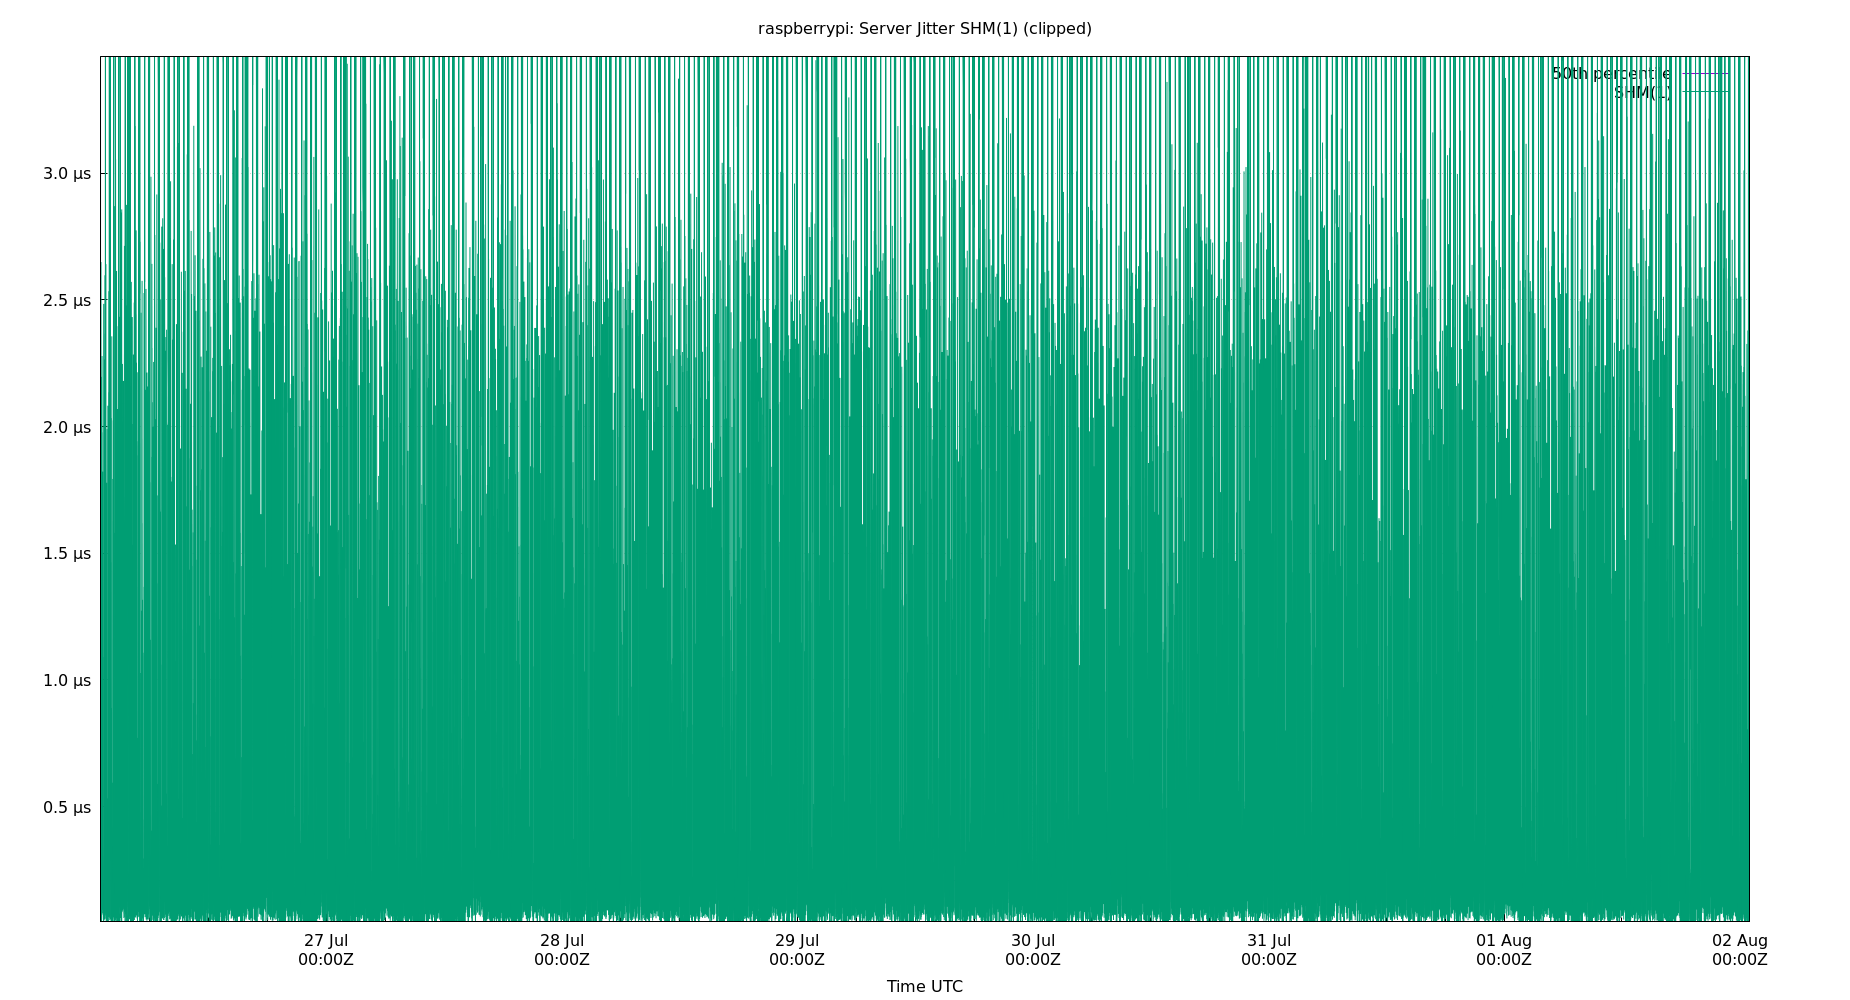 raspberrypi: Server Jitter SHM(1) (clipped)
50th percentile
SHM(1)
3.0 µs
2.5 µs
2.0 µs
1.5 µs
1.0 µs
0.5 µs
27 Jul 28 Jul 29 Jul 30 Jul 31 Jul 01 Aug 02 Aug
00:00Z 00:00Z 00:00Z 00:00Z 00:00Z 00:00Z 00:00Z
Time UTC